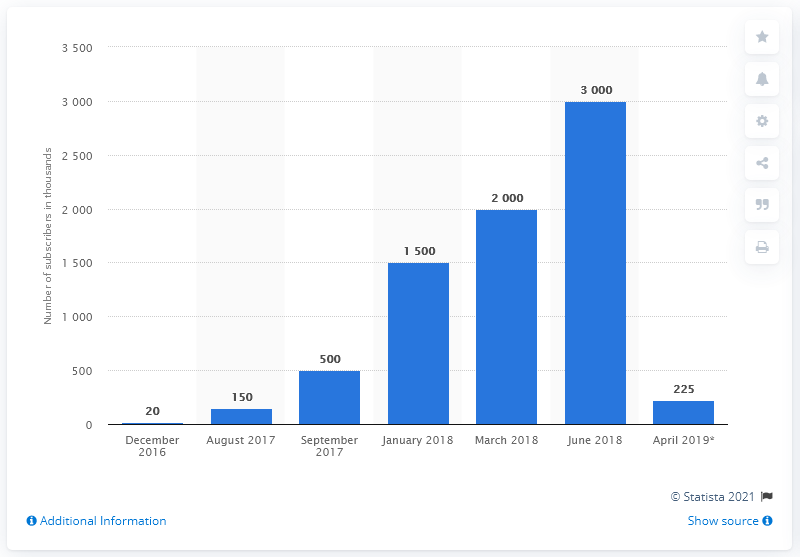 3 500
3 000
2 500
2 000
1 500
1 000
500
0
Number of subscribers in thousands
20
150
500
1 500
2 000
3 000
225
December 2016
August 2017
September 2017
January 2018
March 2018
June 2018
April 2019*
© Statista 2021
Additional Information
Show source